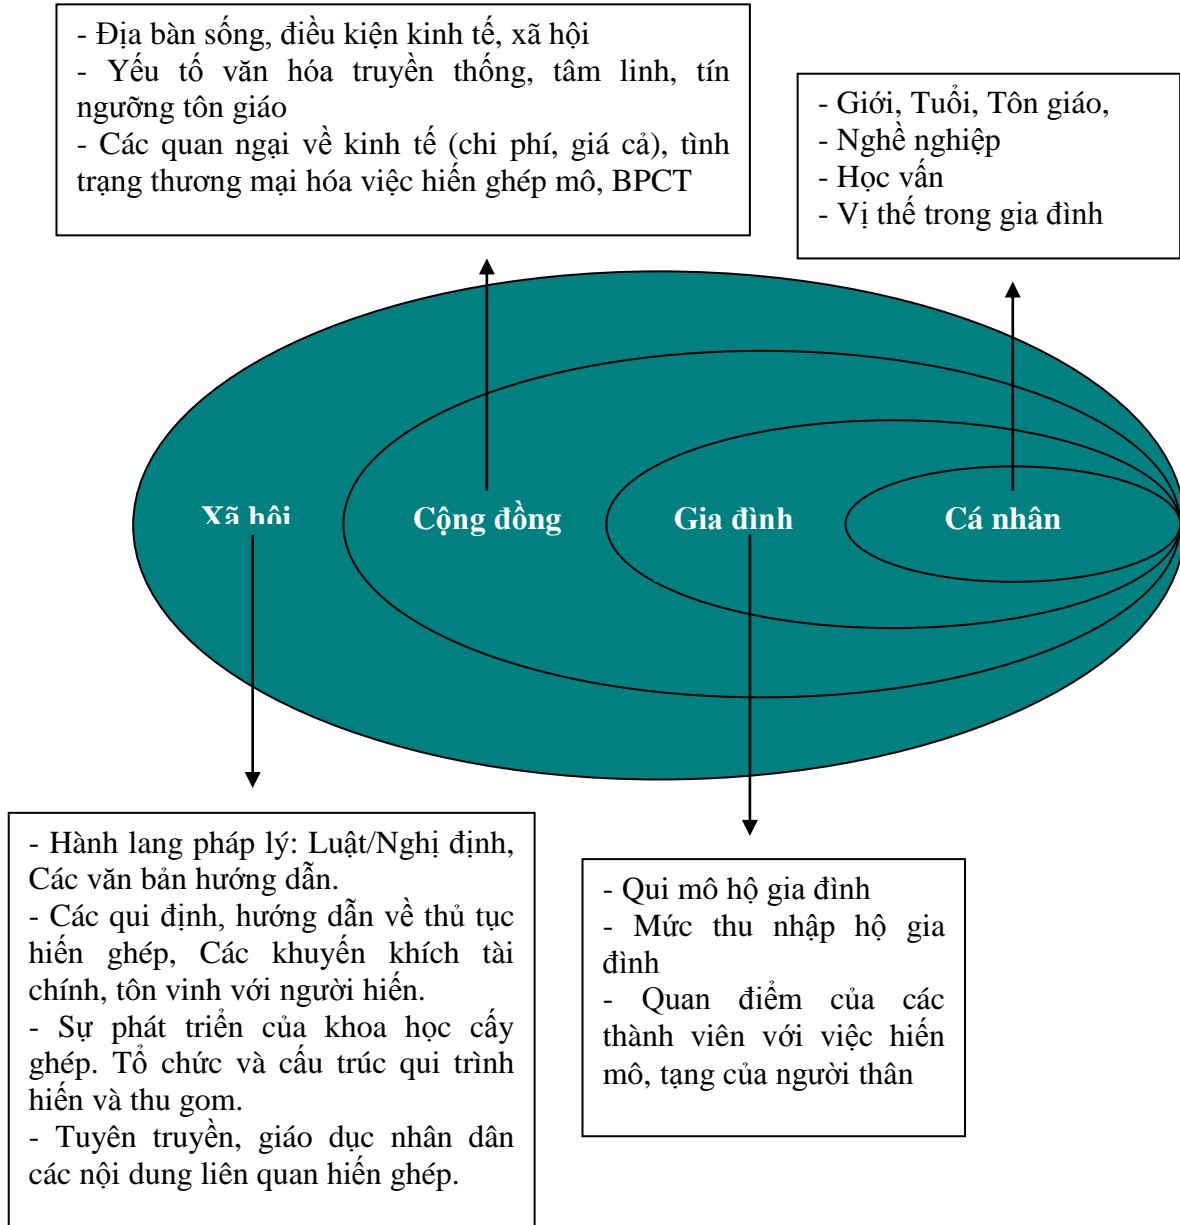 - Địa bàn sống, điều kiện kinh tế, xã hội
- Yếu tố văn hóa truyền thống, tâm linh, tín
ngưỡng tôn giáo
- Các quan ngại về kinh tế (chi phí, giá cả), tình
trạng thương mại hóa việc hiến ghép mô, BPCT
- Giới, Tuổi, Tôn giáo,
- Nghề nghiệp
- Học vấn
- Vị thế trong gia đình
Xã hội
Cộng đồng
Gia đình
Cá nhân
- Hành lang pháp lý: Luật/Nghị định,
Các văn bản hướng dẫn.
- Các qui định, hướng dẫn về thủ tục
hiến ghép, Các khuyến khích tài
chính, tôn vinh với người hiến.
- Sự phát triển của khoa học cấy
ghép. Tổ chức và cấu trúc qui trình
hiến và thu gom.
- Tuyên truyền, giáo dục nhân dân
các nội dung liên quan hiến ghép.
- Qui mô hộ gia đình
- Mức thu nhập hộ gia
đình
- Quan điểm của các
thành viên với việc hiến
mô, tạng của người thân